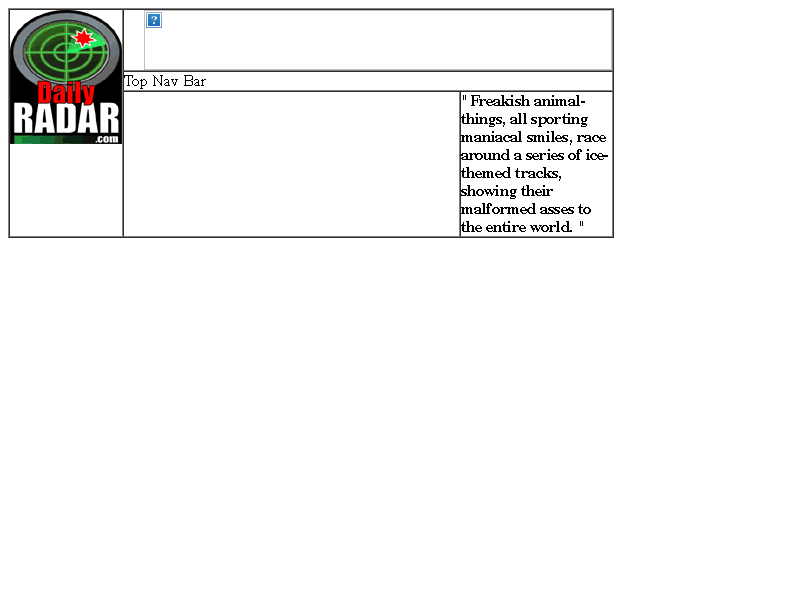 Daily
RADAR
.com
?
Top Nav Bar
" Freakish animal-
things, all sporting
maniacal smiles, race
around a series of ice-
themed tracks,
showing their
malformed asses to
the entire world. "